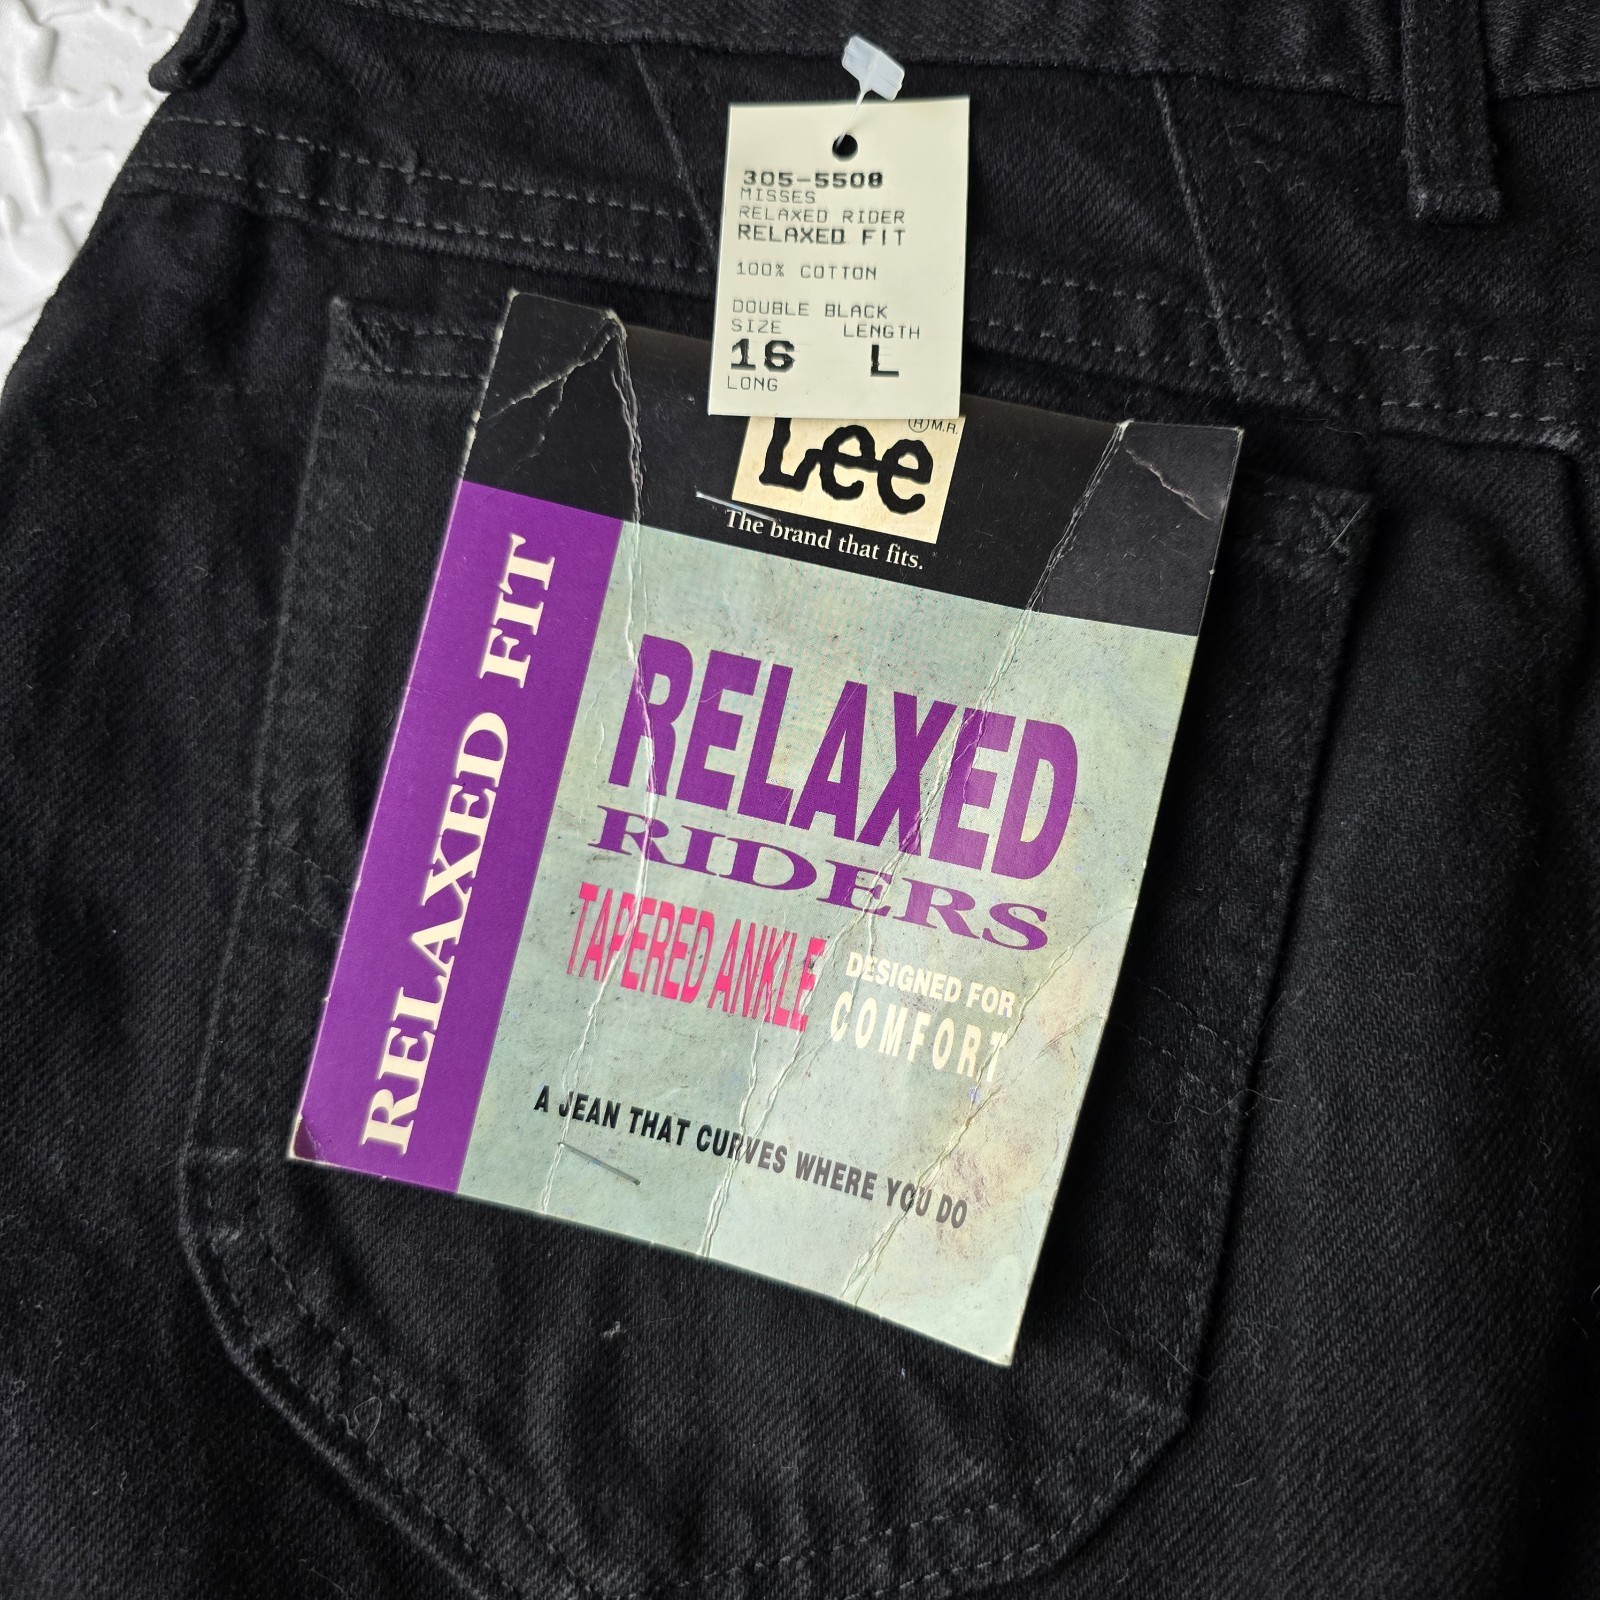 305-5508
MISSES
RELAXED RIDER
RELAXED FIT
100% COTTON
DOUBLE BLACK
SIZE LENGTH
16 L
LONG
Lee
® M.R.
The brand that fits.
RELAXED FIT
RELAXED
RIDERS
TAPERED ANKLE
DESIGNED FOR
COMFORT
A JEAN THAT CURVES WHERE YOU DO